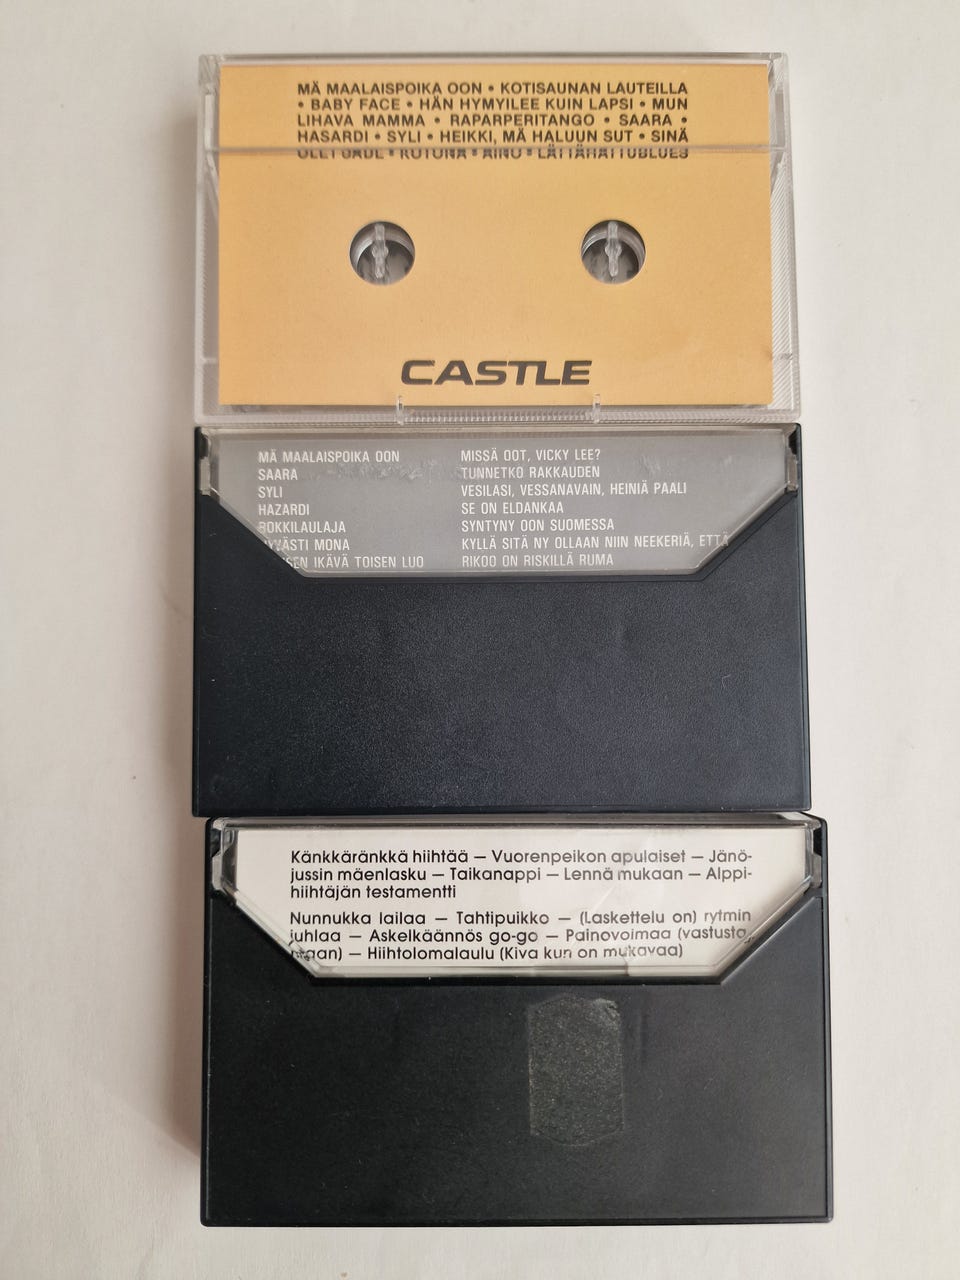 MÄ MAALAISPOIKA OON • KOTISAUNAN LAUTEILLA
• BABY FACE • HÄN HYMYILEE KUIN LAPSI • MUN
LIHAVA MAMMA • RAPARPERITANGO • SAARA •
HASARDI • SYLI • HEIKKI, MÄ HALUUN SUT • SINÄ
• AINO • LÄTTÄHATTUBLUES
CASTLE
MÄ MAALAISPOIKA OON
SAARA
SYLI
HAZARDI
ROKKILAULAJA
MONA
IKÄVÄ TOISEN LUO
MISSÄ OOT, VICKY LEE?
TUNNETKO RAKKAUDEN
VESILASI, VESSANAVAIN, HEINIÄ PAALI
SE ON ELDANKAA
SYNTYNY OON SUOMESSA
KYLLÄ SITÄ NY OLLAAN NIIN NEEKERIÄ, ETTÄ
RIKOO ON RISKILLÄ RUMA
Känkkäränkkä hiihtää – Vuorenpeikon apulaiset – Jänö-
jussin mäenlasku – Taikanappi – Lennä mukaan – Alppi-
hiihtäjän testamentti
Nunnukka lailaa – Tahtipuikko – (Laskettelu on) rytmin
juhlaa – Askelkäännös go-go – Painovoimaa (vastusta-
maan) – Hiihtolomalaulu (Kiva kun on mukavaa)